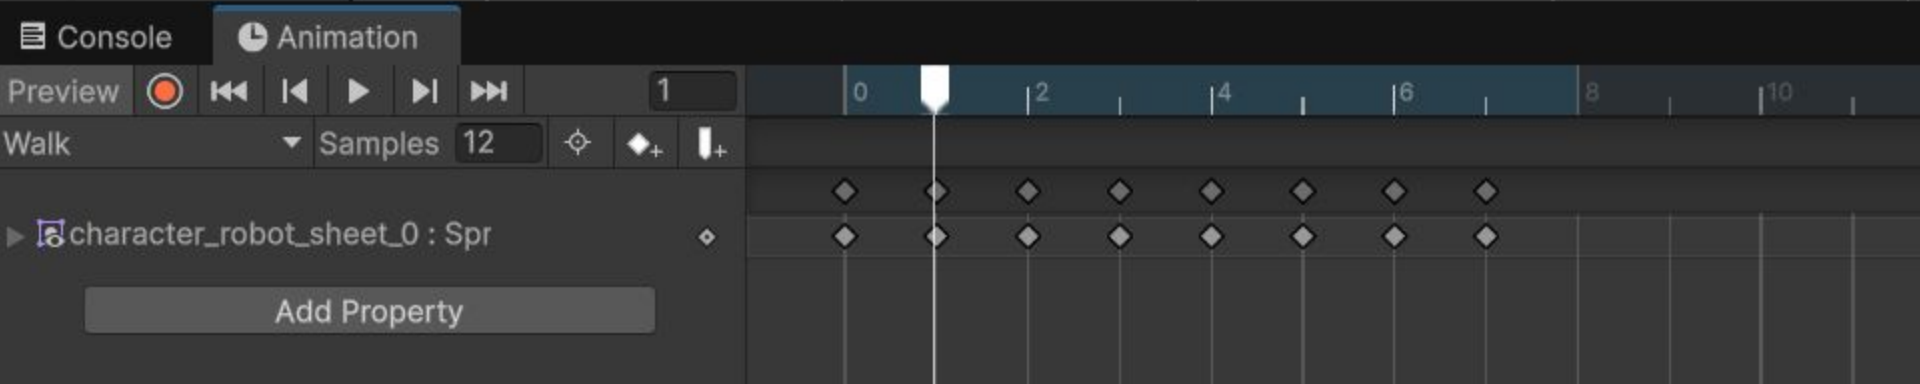 Console Animation
Preview 1 0 2 4 6 8 10
Walk Samples 12
character_robot_sheet_0 : Spr
Add Property